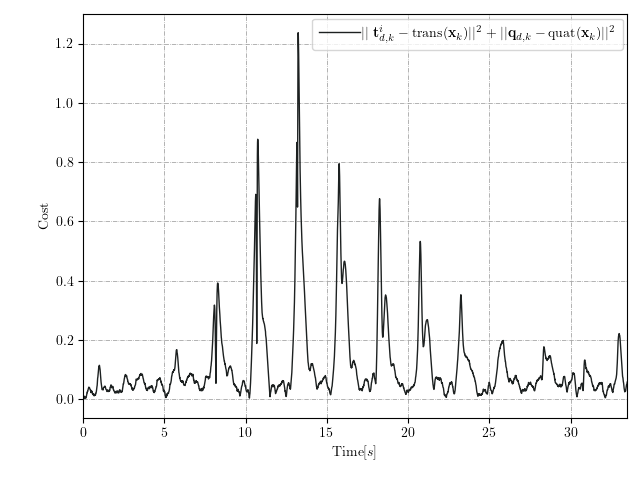 || t^i_{d,k} − trans(x_k)||² + ||q_{d,k} − quat(x_k)||²
1.2
1.0
0.8
0.6
0.4
0.2
0.0
Cost
0 5 10 15 20 25 30
Time[s]